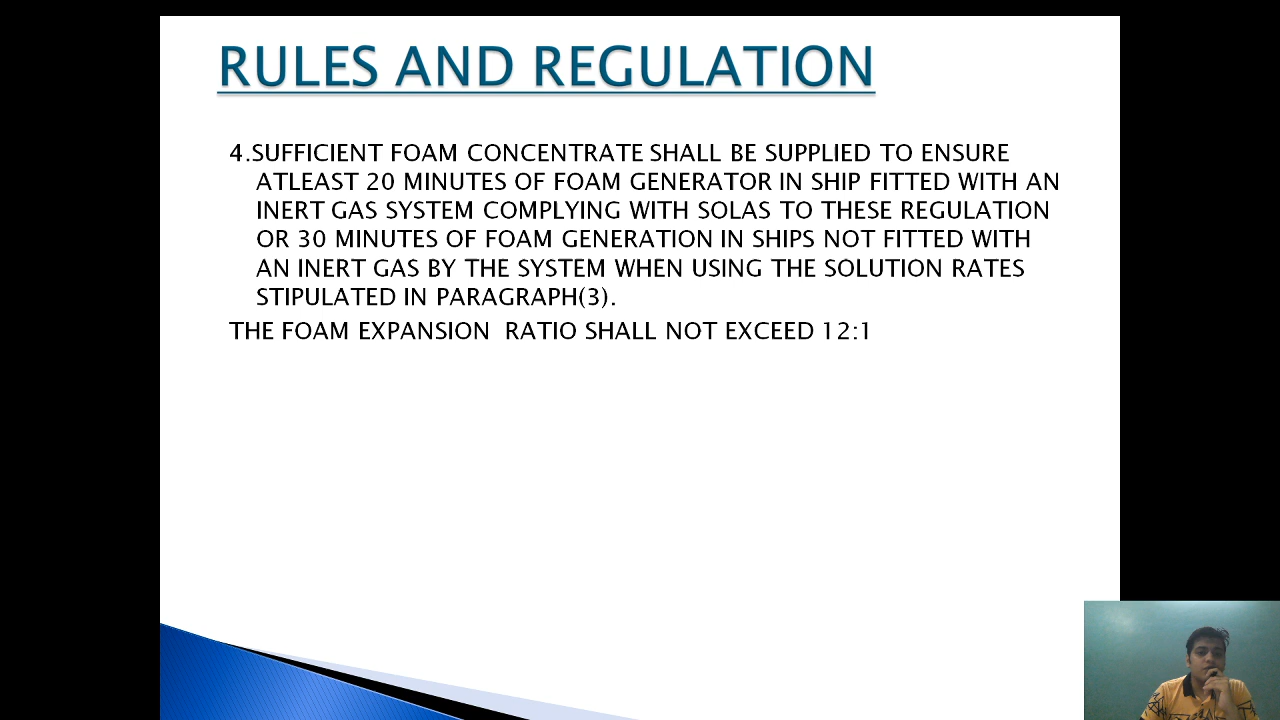 RULES AND REGULATION
4.SUFFICIENT FOAM CONCENTRATE SHALL BE SUPPLIED TO ENSURE
ATLEAST 20 MINUTES OF FOAM GENERATOR IN SHIP FITTED WITH AN
INERT GAS SYSTEM COMPLYING WITH SOLAS TO THESE REGULATION
OR 30 MINUTES OF FOAM GENERATION IN SHIPS NOT FITTED WITH
AN INERT GAS BY THE SYSTEM WHEN USING THE SOLUTION RATES
STIPULATED IN PARAGRAPH(3).
THE FOAM EXPANSION  RATIO SHALL NOT EXCEED 12:1